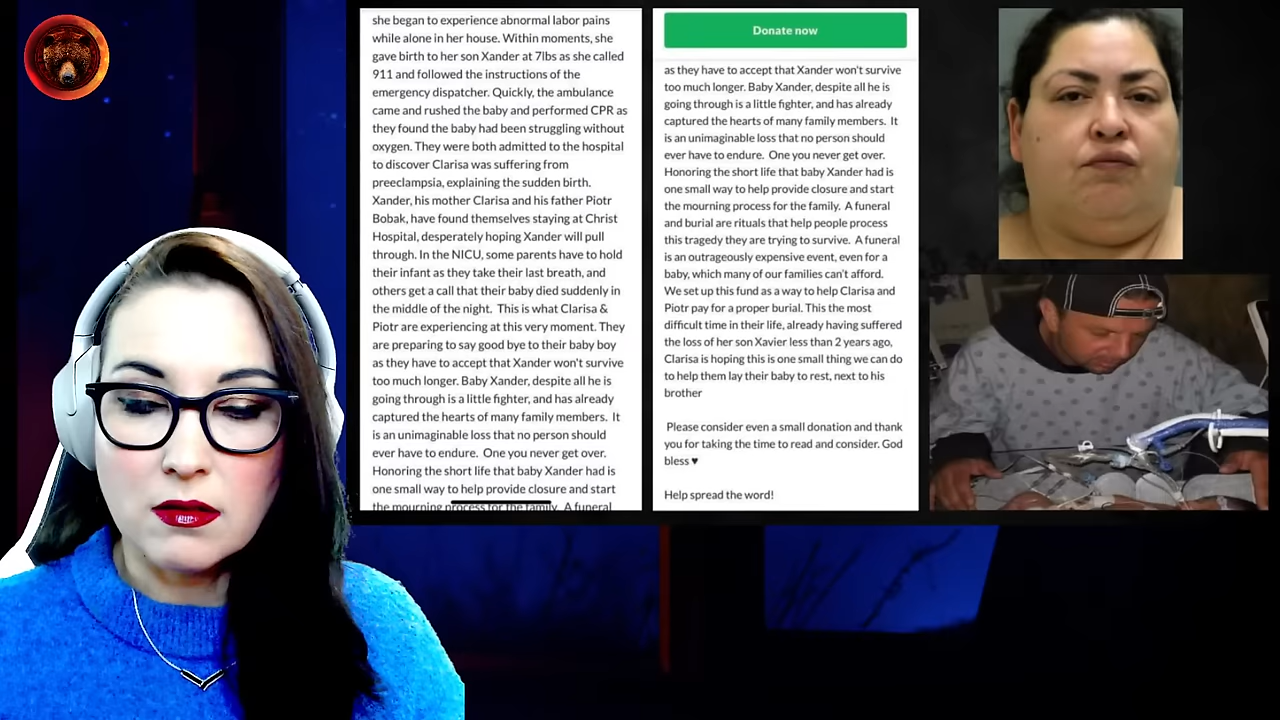 she began to experience abnormal labor pains
while alone in her house. Within moments, she
gave birth to her son Xander at 7lbs as she called
911 and followed the instructions of the
emergency dispatcher. Quickly, the ambulance
came and rushed the baby and performed CPR as
they found the baby had been struggling without
oxygen. They were both admitted to the hospital
to discover Clarisa was suffering from
preeclampsia, explaining the sudden birth.
Xander, his mother Clarisa and his father Piotr
Bobak, have found themselves staying at Christ
Hospital, desperately hoping Xander will pull
through. In the NICU, some parents have to hold
their infant as they take their last breath, and
others get a call that their baby died suddenly in
the middle of the night.  This is what Clarisa &
Piotr are experiencing at this very moment. They
are preparing to say good bye to their baby boy
as they have to accept that Xander won't survive
too much longer. Baby Xander, despite all he is
going through is a little fighter, and has already
captured the hearts of many family members.  It
is an unimaginable loss that no person should
ever have to endure.  One you never get over.
Honoring the short life that baby Xander had is
one small way to help provide closure and start
the mourning process for the family.  A funeral
Donate now
as they have to accept that Xander won't survive
too much longer. Baby Xander, despite all he is
going through is a little fighter, and has already
captured the hearts of many family members.  It
is an unimaginable loss that no person should
ever have to endure.  One you never get over.
Honoring the short life that baby Xander had is
one small way to help provide closure and start
the mourning process for the family.  A funeral
and burial are rituals that help people process
this tragedy they are trying to survive.  A funeral
is an outrageously expensive event, even for a
baby, which many of our families can't afford.
We set up this fund as a way to help Clarisa and
Piotr pay for a proper burial. This the most
difficult time in their life, already having suffered
the loss of her son Xavier less than 2 years ago,
Clarisa is hoping this is one small thing we can do
to help them lay their baby to rest, next to his
brother
Please consider even a small donation and thank
you for taking the time to read and consider. God
bless ♥
Help spread the word!